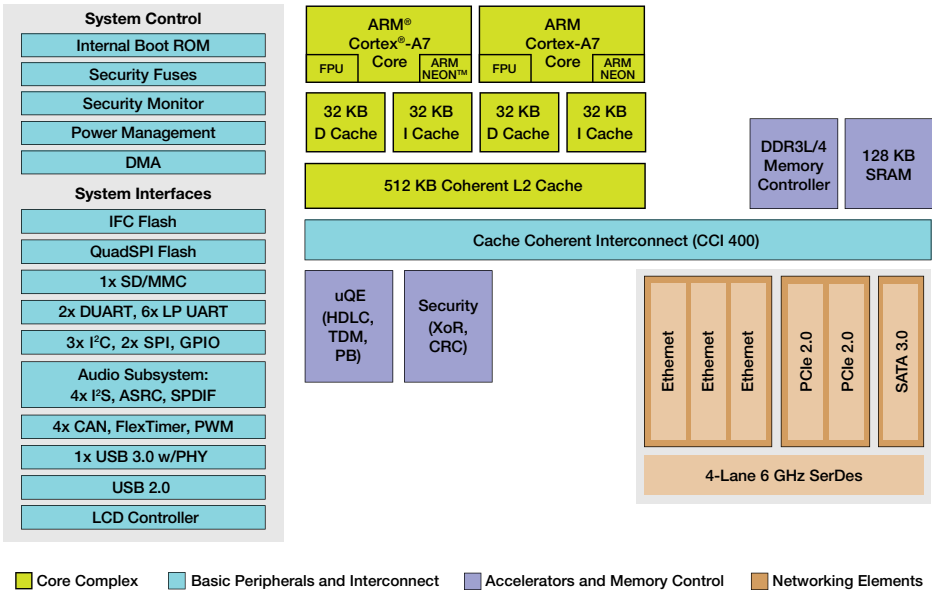 System Control
Internal Boot ROM
Security Fuses
Security Monitor
Power Management
DMA
System Interfaces
IFC Flash
QuadSPI Flash
1x SD/MMC
2x DUART, 6x LP UART
3x I²C, 2x SPI, GPIO
Audio Subsystem:
4x I²S, ASRC, SPDIF
4x CAN, FlexTimer, PWM
1x USB 3.0 w/PHY
USB 2.0
LCD Controller
ARM®
Cortex®-A7
Core
FPU
ARM
NEON™
ARM
Cortex-A7
Core
FPU
ARM
NEON
32 KB
D Cache
32 KB
I Cache
32 KB
D Cache
32 KB
I Cache
512 KB Coherent L2 Cache
DDR3L/4
Memory
Controller
128 KB
SRAM
Cache Coherent Interconnect (CCI 400)
uQE
(HDLC,
TDM,
PB)
Security
(XoR,
CRC)
Ethernet
Ethernet
Ethernet
PCIe 2.0
PCIe 2.0
SATA 3.0
4-Lane 6 GHz SerDes
Core Complex
Basic Peripherals and Interconnect
Accelerators and Memory Control
Networking Elements